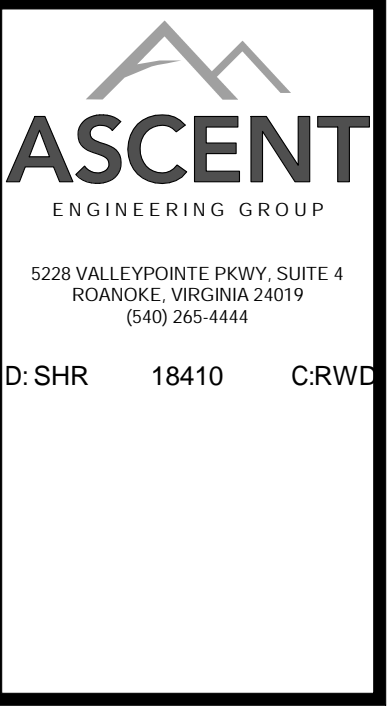 ASCENT
ENGINEERING GROUP
5228 VALLEYPOINTE PKWY, SUITE 4
ROANOKE, VIRGINIA 24019
(540) 265-4444
D: SHR 18410 C:RWD